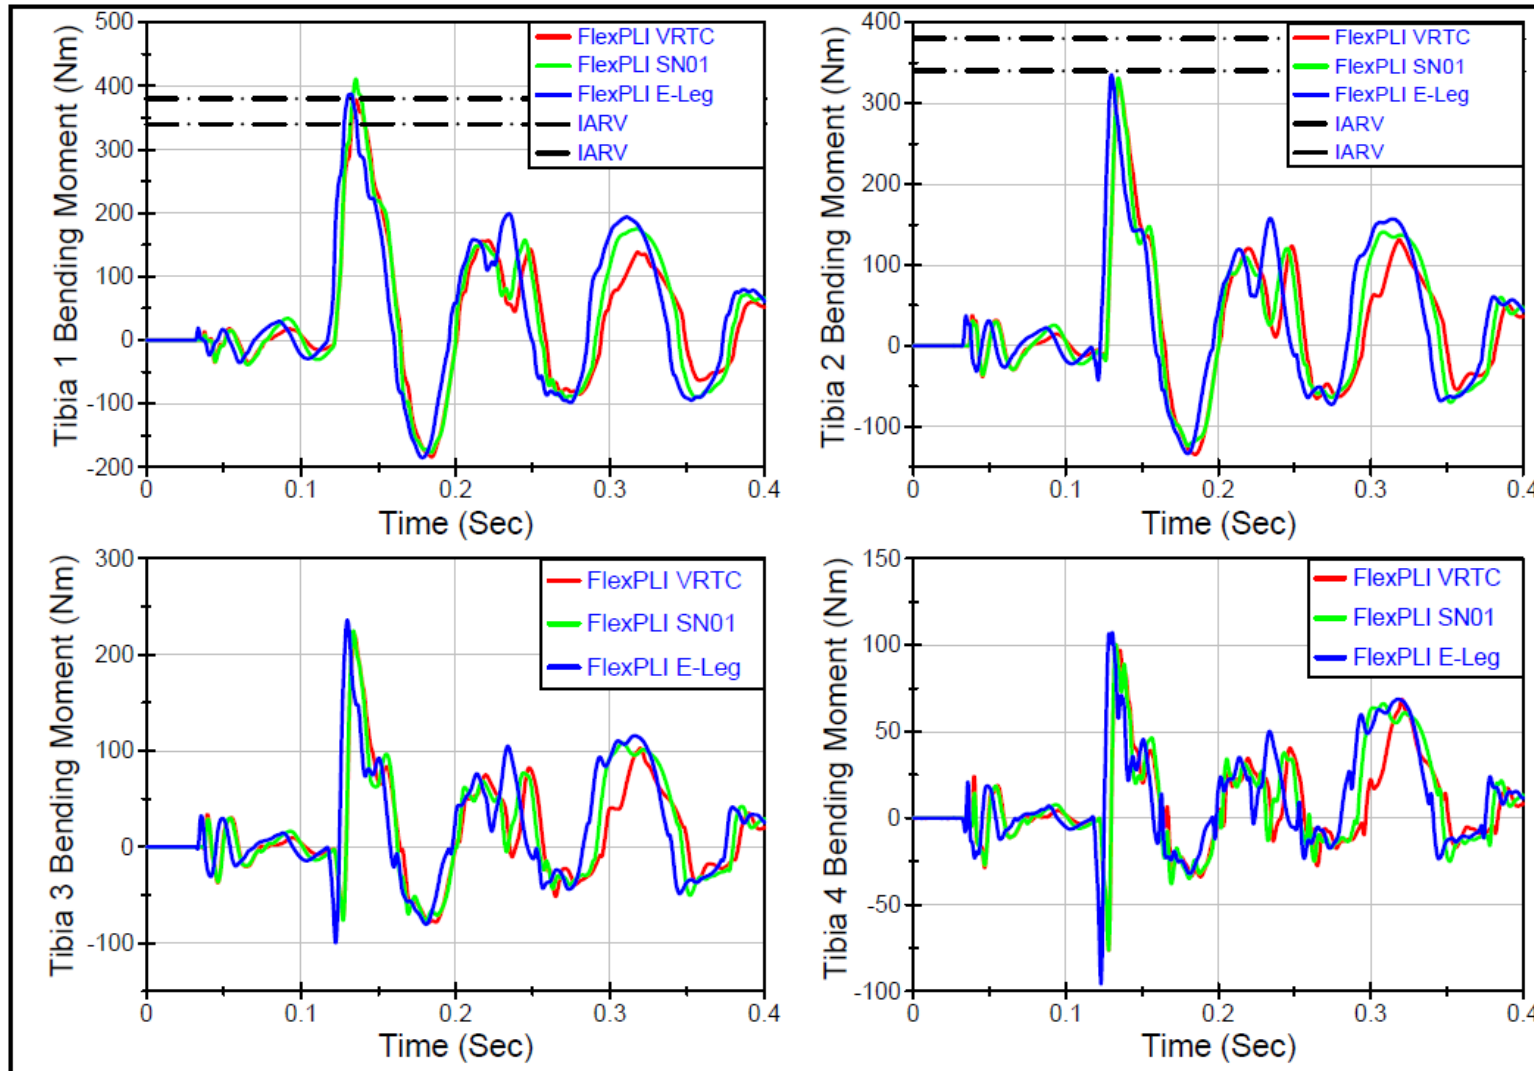 500
400
300
200
100
0
-100
-200
Tibia 1 Bending Moment (Nm)
FlexPLI VRTC
FlexPLI SN01
FlexPLI E-Leg
IARV
IARV
0 0.1 0.2 0.3 0.4
Time (Sec)
400
300
200
100
0
-100
Tibia 2 Bending Moment (Nm)
FlexPLI VRTC
FlexPLI SN01
FlexPLI E-Leg
IARV
IARV
0 0.1 0.2 0.3 0.4
Time (Sec)
300
200
100
0
-100
Tibia 3 Bending Moment (Nm)
FlexPLI VRTC
FlexPLI SN01
FlexPLI E-Leg
0 0.1 0.2 0.3 0.4
Time (Sec)
150
100
50
0
-50
-100
Tibia 4 Bending Moment (Nm)
FlexPLI VRTC
FlexPLI SN01
FlexPLI E-Leg
0 0.1 0.2 0.3 0.4
Time (Sec)